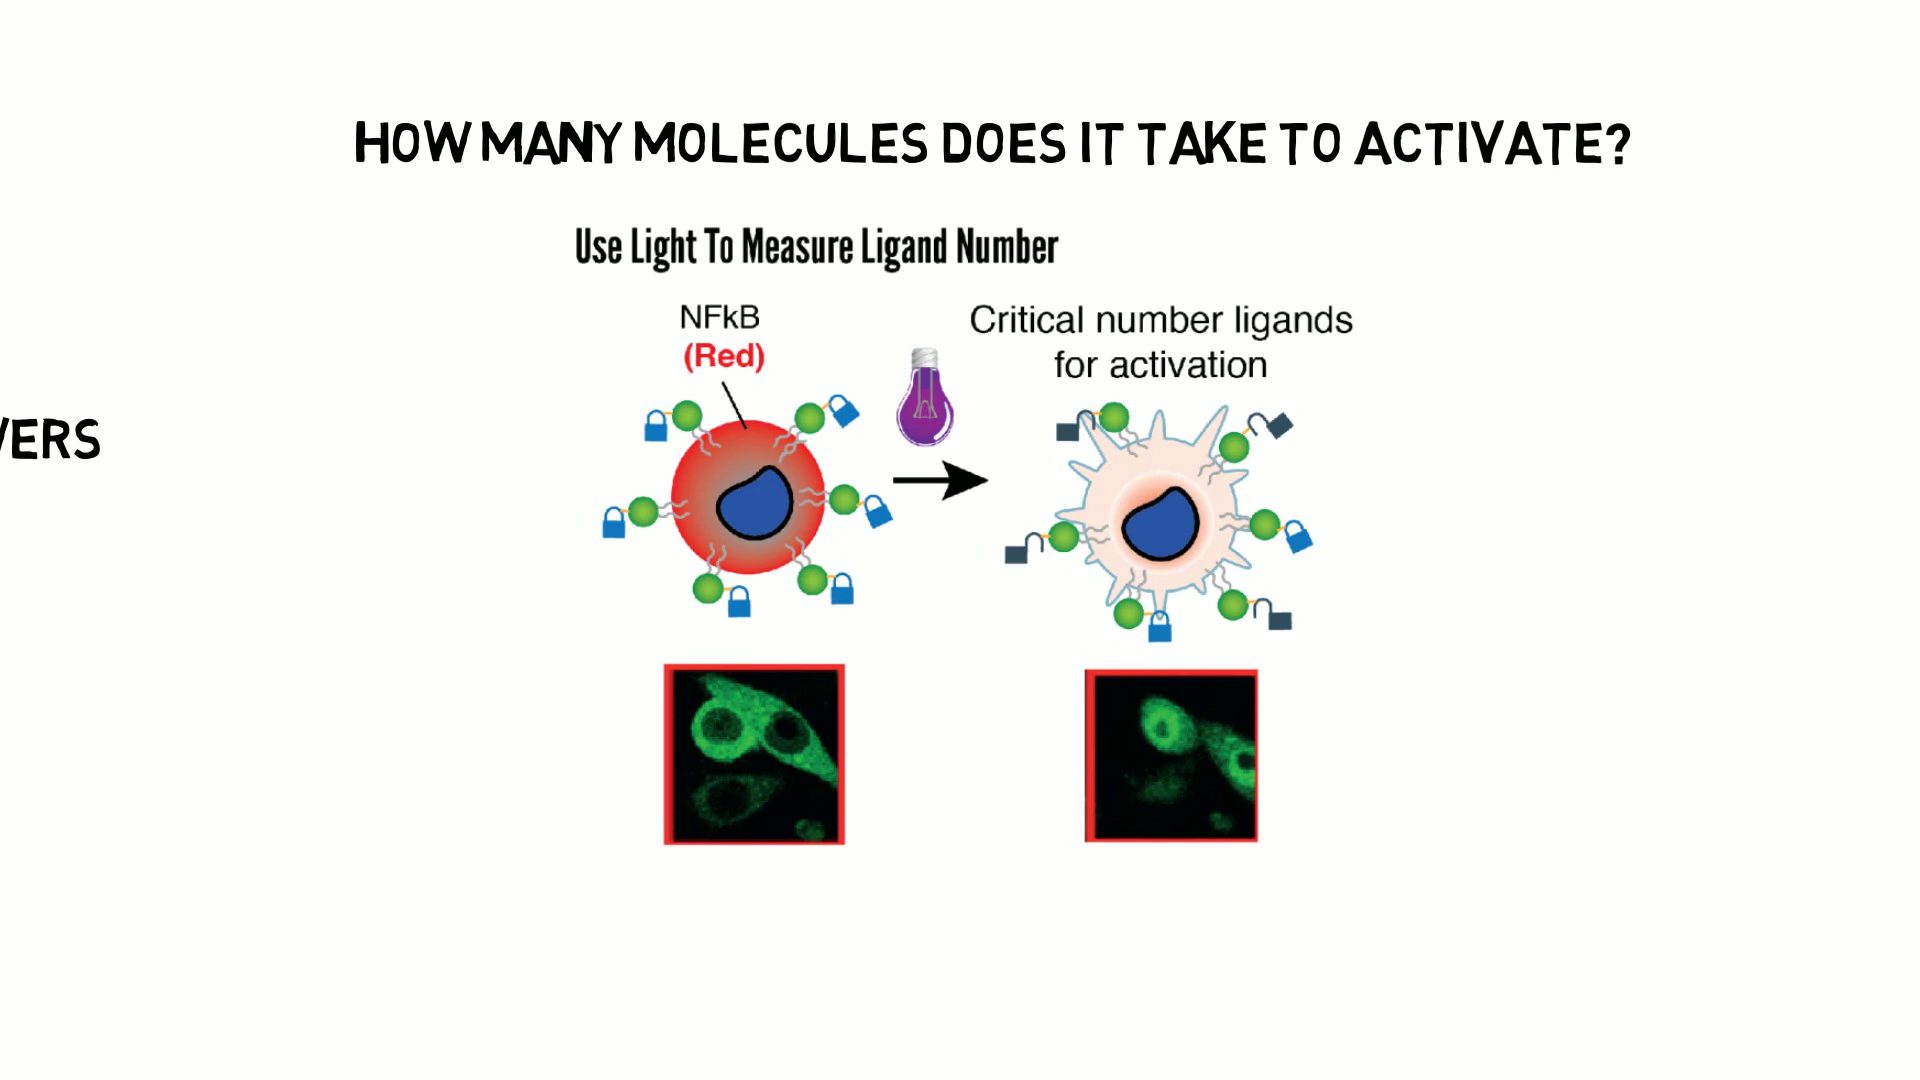 HOW MANY MOLECULES DOES IT TAKE TO ACTIVATE?
Use Light To Measure Ligand Number
NFkB
(Red)
Critical number ligands
for activation
VERS